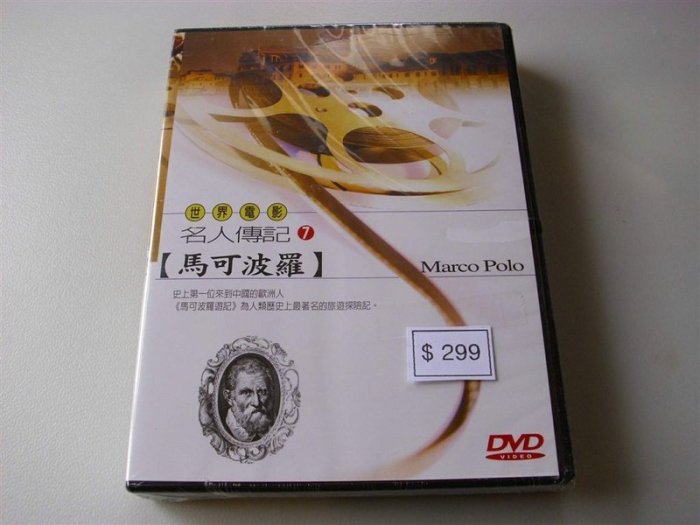 世界電影
名人傳記 7
【馬可波羅】
Marco Polo
史上第一位來到中國的歐洲人
《馬可波羅遊記》為人類歷史上最著名的旅遊探險記。
$ 299
DVD
VIDEO